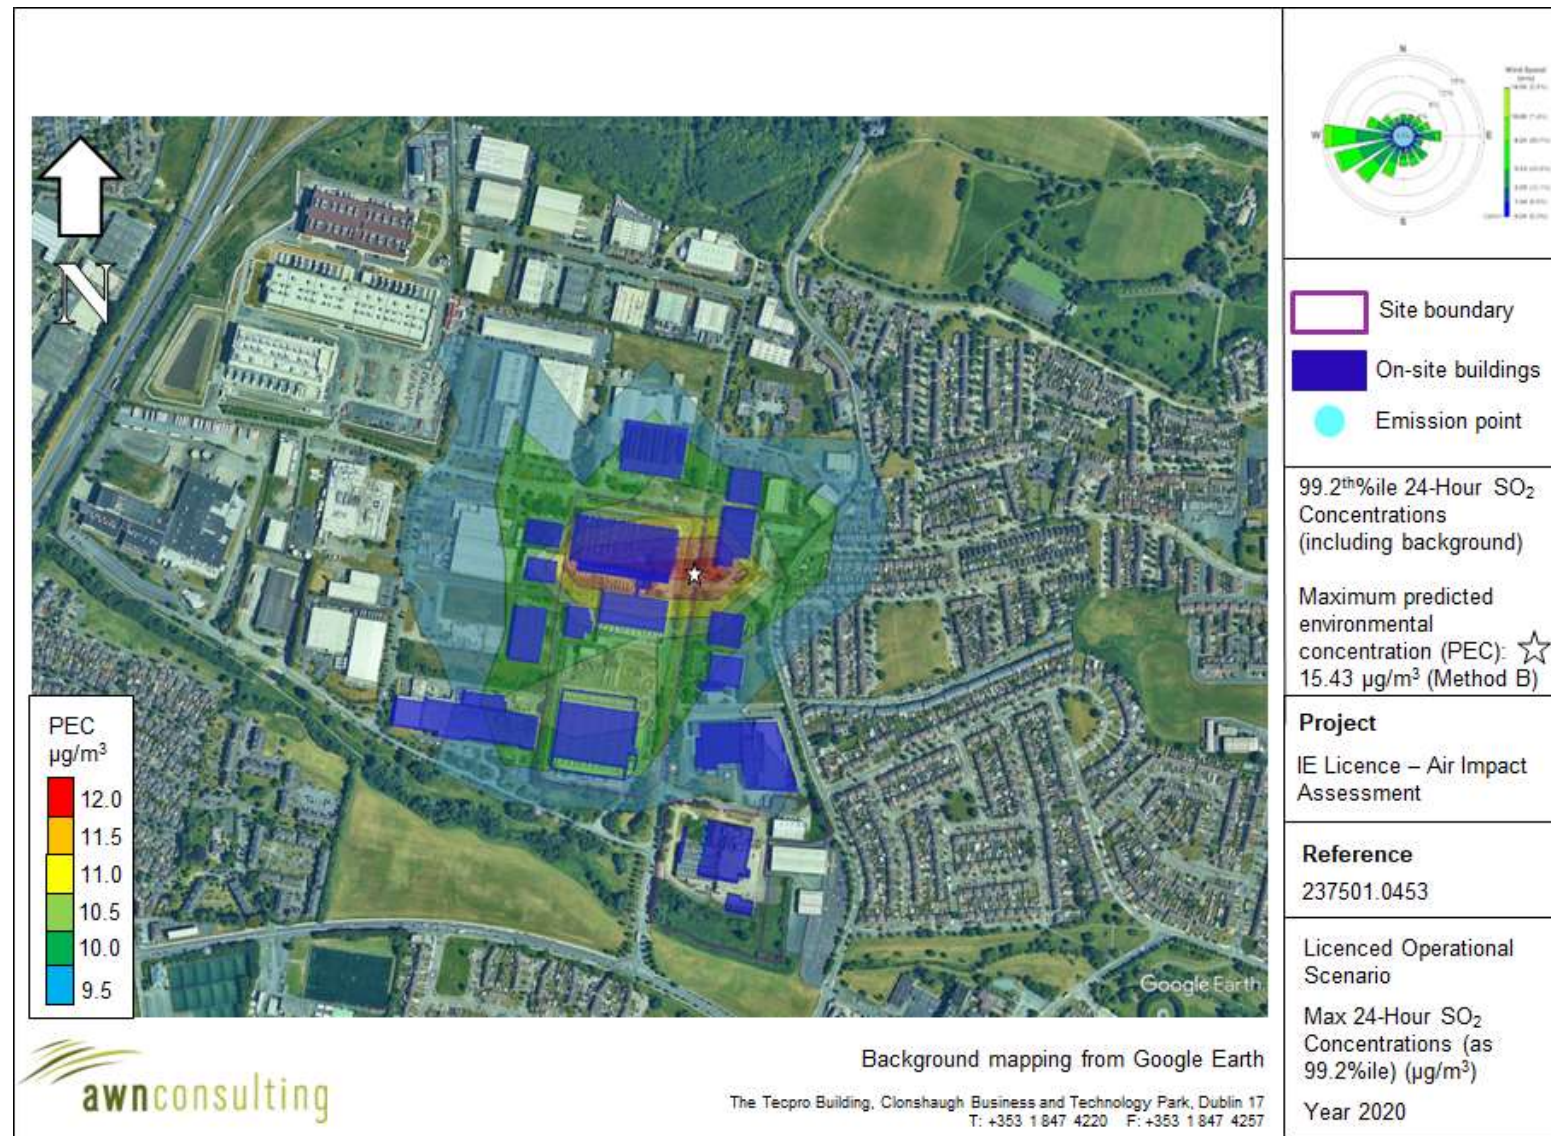 N
N
W
E
S
Site boundary
On-site buildings
Emission point
99.2th%ile 24-Hour SO2
Concentrations
(including background)
Maximum predicted
environmental
concentration (PEC):
15.43 µg/m³ (Method B)
Project
IE Licence – Air Impact
Assessment
Reference
237501.0453
Licenced Operational
Scenario
Max 24-Hour SO2
Concentrations (as
99.2%ile) (µg/m³)
Year 2020
PEC
µg/m³
12.0
11.5
11.0
10.5
10.0
9.5
Google Earth
awnconsulting
Background mapping from Google Earth
The Tecpro Building, Clonshaugh Business and Technology Park, Dublin 17
T: +353 1 847 4220 F: +353 1 847 4257